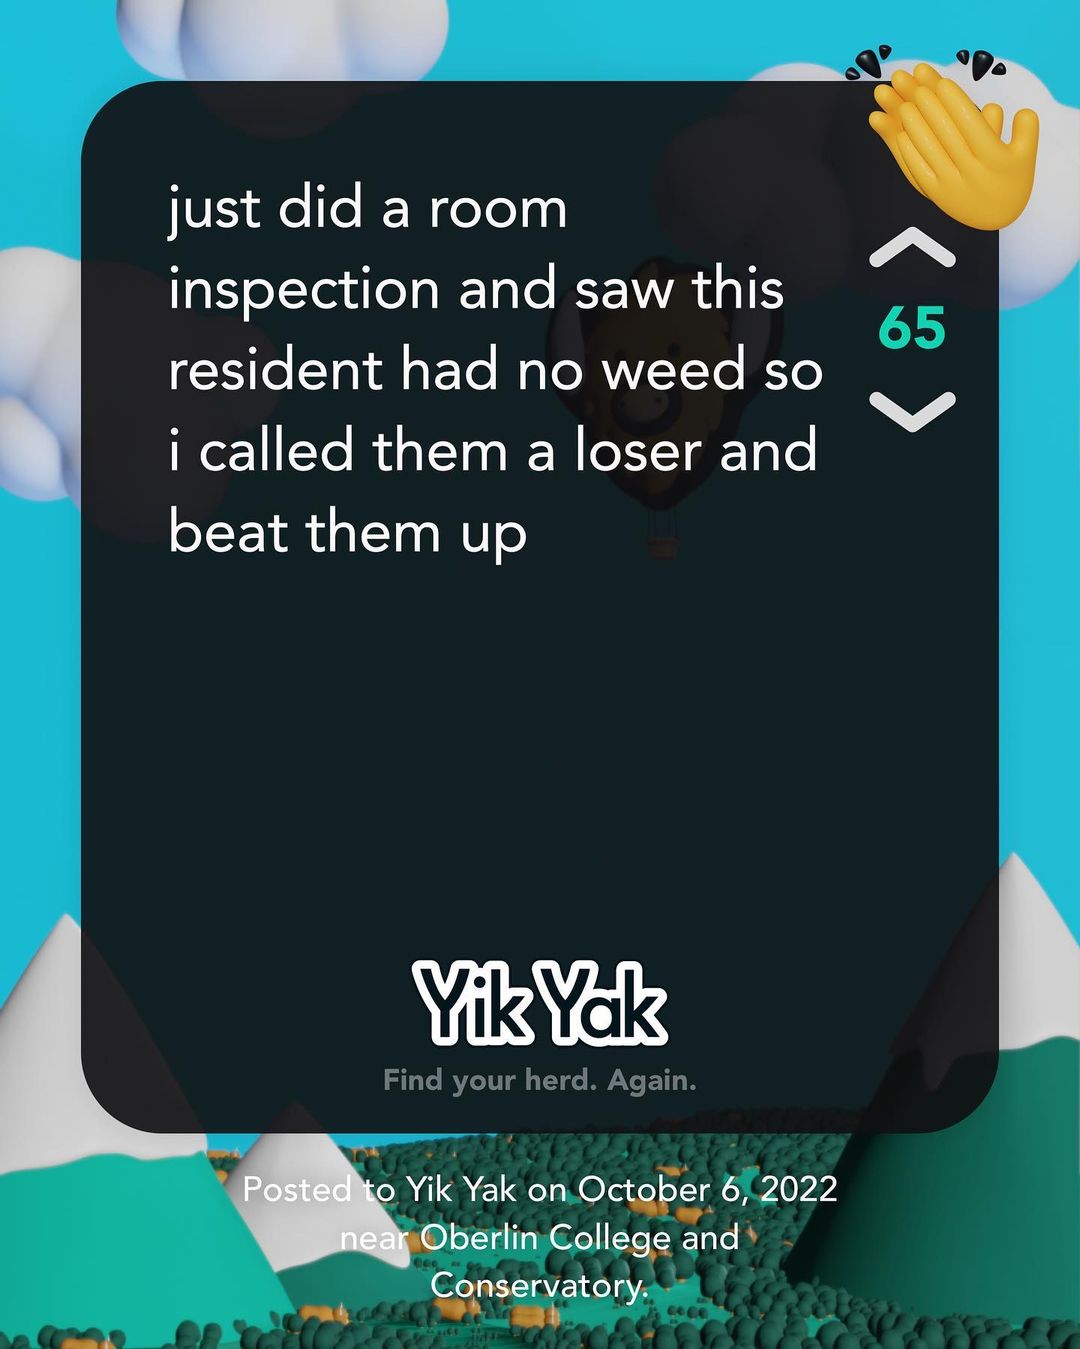 just did a room
inspection and saw this
resident had no weed so
i called them a loser and
beat them up
65
Yik Yak
Find your herd. Again.
Posted to Yik Yak on October 6, 2022
near Oberlin College and
Conservatory.